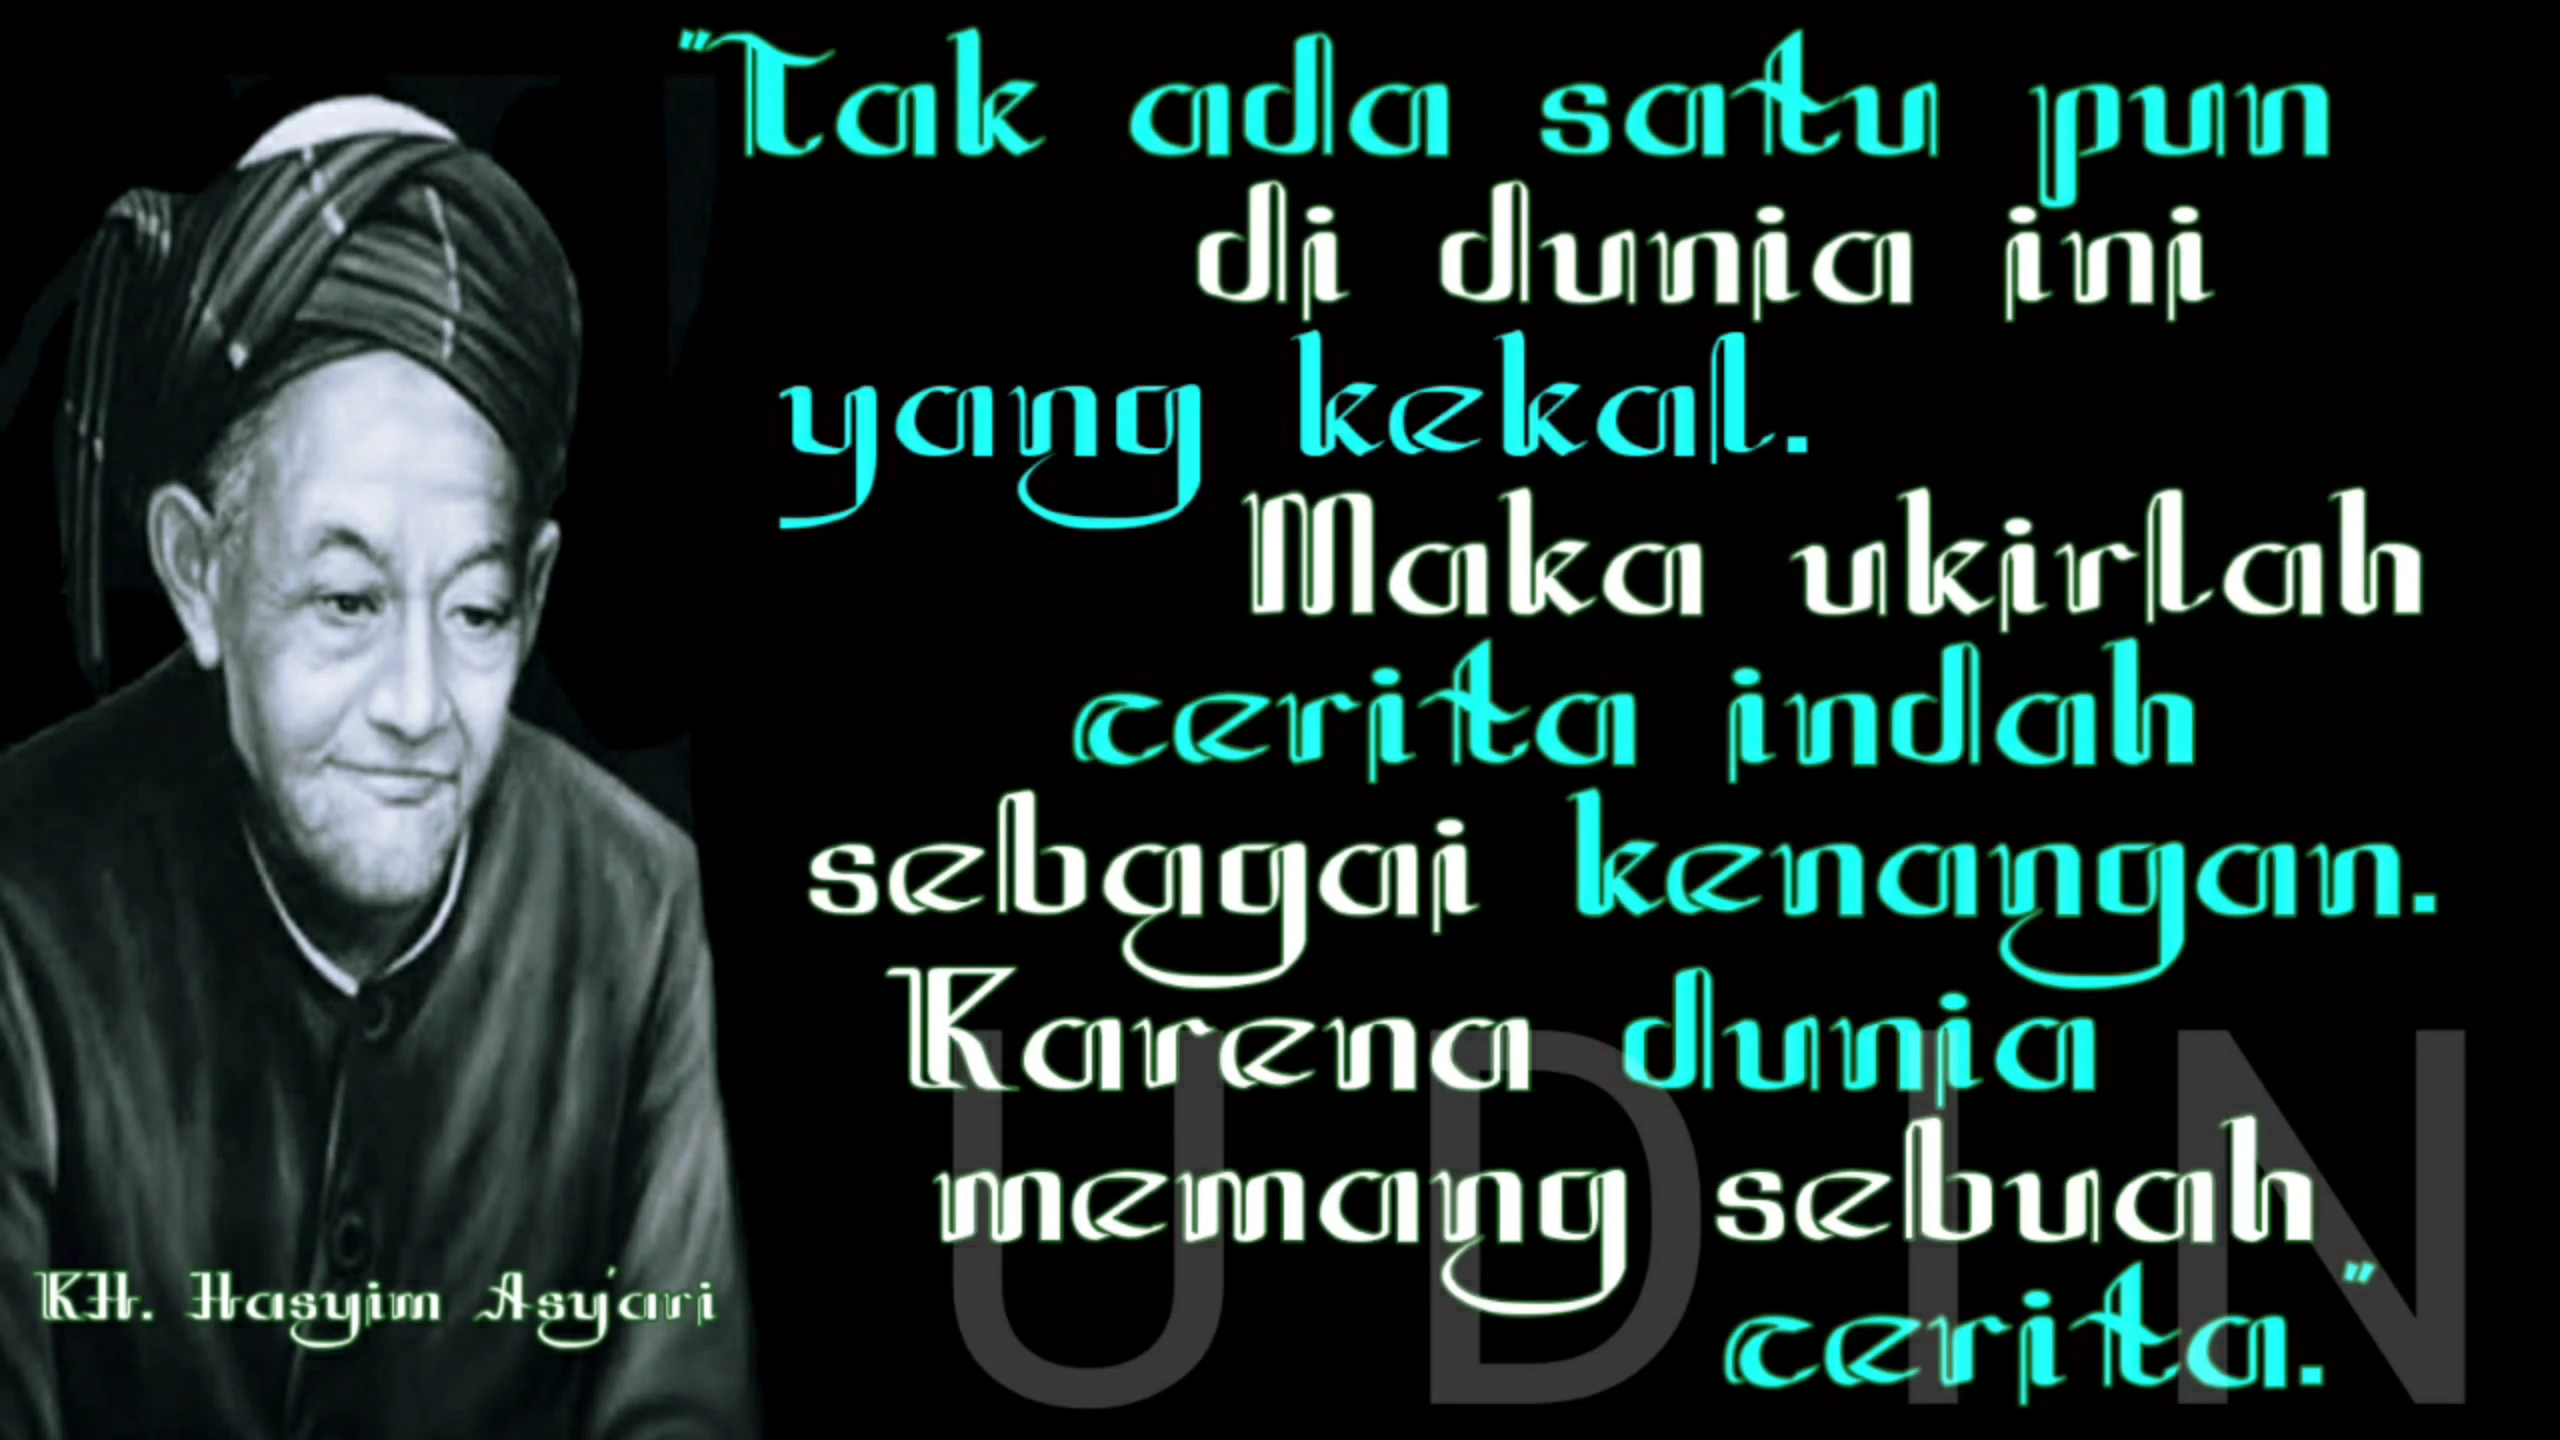 "Tak ada satu pun
di dunia ini
yang kekal.
Maka ukirlah
cerita indah
sebagai kenangan.
Karena dunia
memang sebuah
cerita."
KH. Hasyim Asy'ari
UDIN